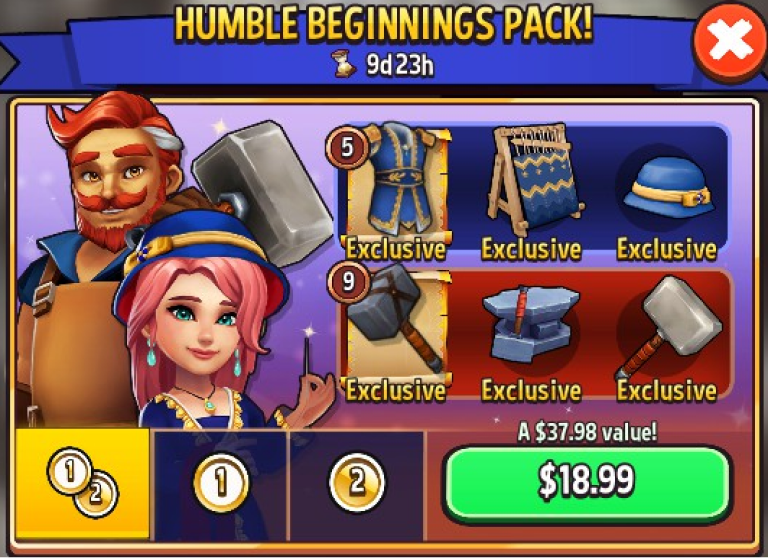 HUMBLE BEGINNINGS PACK!
9d 23h
5
Exclusive Exclusive Exclusive
9
Exclusive Exclusive Exclusive
A $37.98 value!
1 2 1 2 $18.99